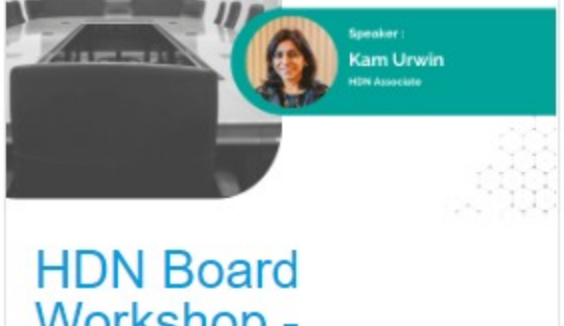 Speaker :
Kam Urwin
HDN Associate
HDN Board
Workshop -